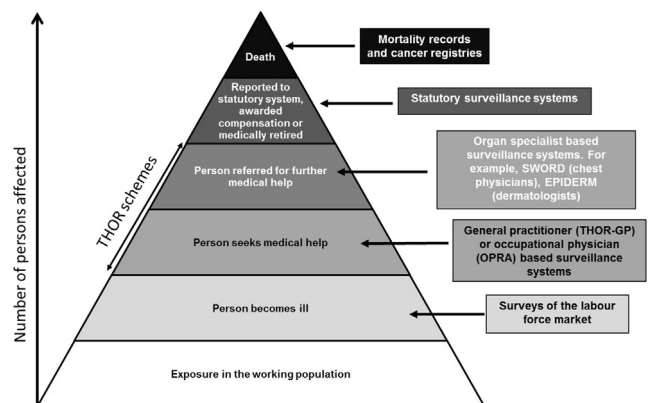 Number of persons affected
THOR schemes
Death
Reported to
statutory system,
awarded
compensation or
medically retired
Person referred for further
medical help
Person seeks medical help
Person becomes ill
Exposure in the working population
Mortality records
and cancer registries
Statutory surveillance systems
Organ specialist based
surveillance systems. For
example, SWORD (chest
physicians), EPIDERM
(dermatologists)
General practitioner (THOR-GP)
or occupational physician
(OPRA) based surveillance
systems
Surveys of the labour
force market